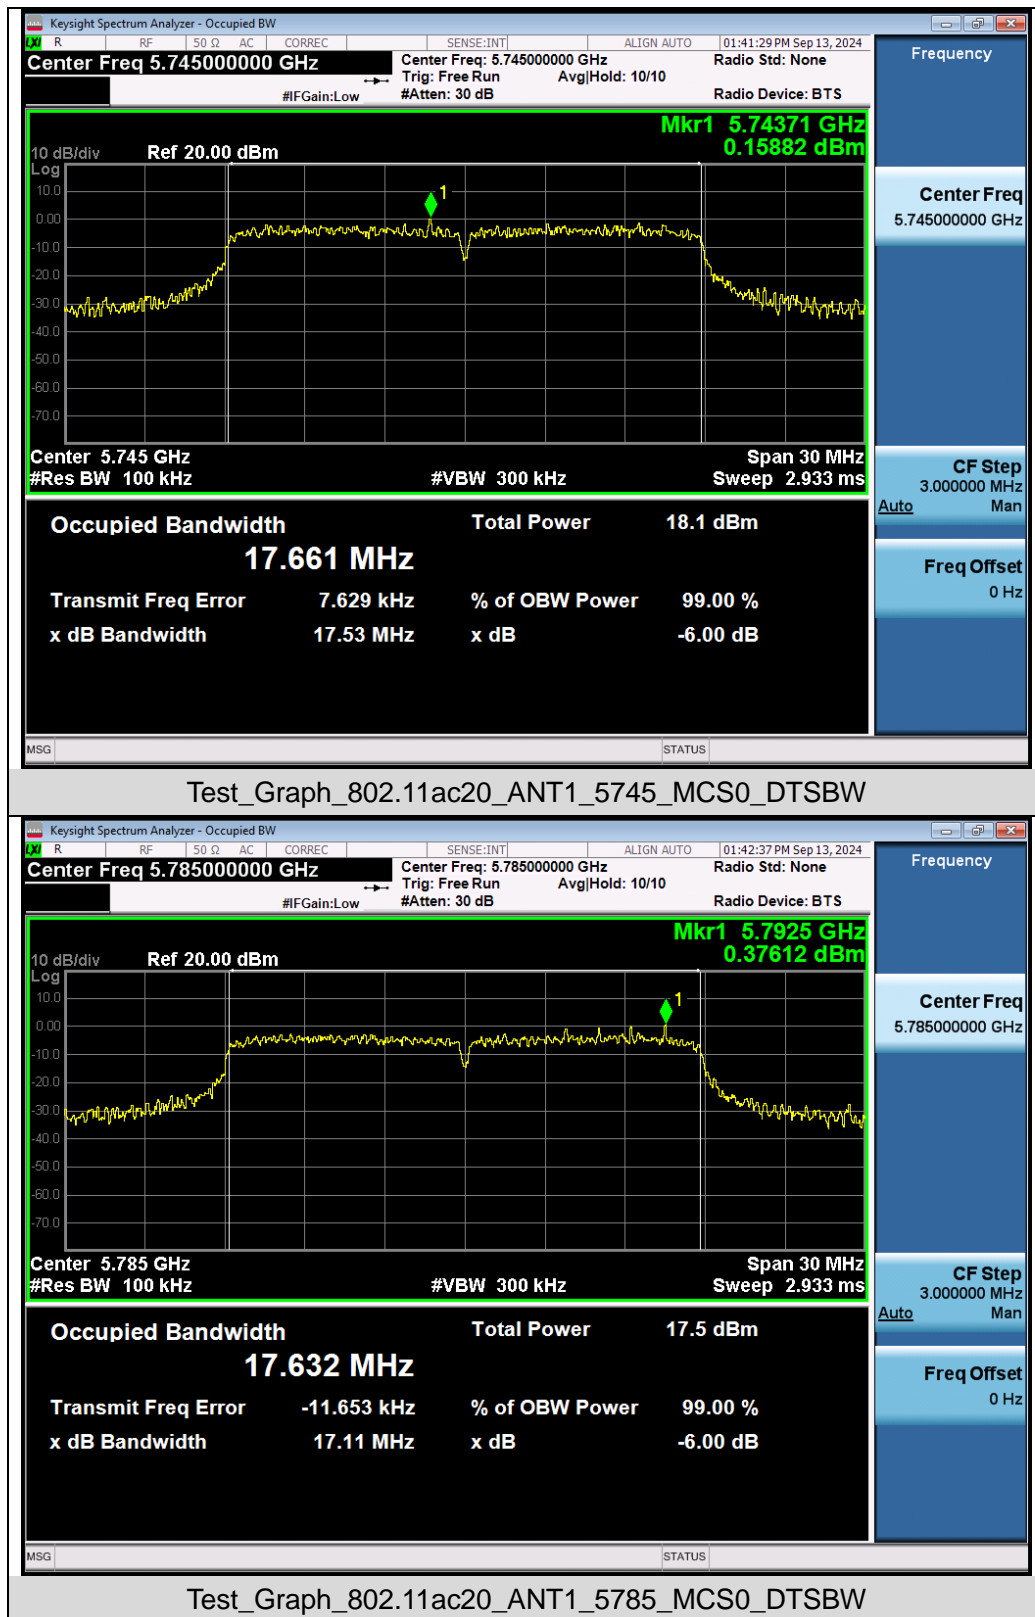 Keysight Spectrum Analyzer - Occupied BW
LXI R RF 50 Ω AC CORREC SENSE:INT ALIGN AUTO 01:41:29 PM Sep 13, 2024
Center Freq 5.745000000 GHz
Center Freq: 5.745000000 GHz Radio Std: None
Trig: Free Run Avg|Hold: 10/10
#IFGain:Low #Atten: 30 dB Radio Device: BTS
Frequency
Mkr1 5.74371 GHz
0.15882 dBm
10 dB/div Ref 20.00 dBm
Log
10.0
0.00
-10.0
-20.0
-30.0
-40.0
-50.0
-60.0
-70.0
1
Center 5.745 GHz Span 30 MHz
#Res BW 100 kHz #VBW 300 kHz Sweep 2.933 ms
Center Freq
5.745000000 GHz
CF Step
3.000000 MHz
Auto Man
Freq Offset
0 Hz
Occupied Bandwidth Total Power 18.1 dBm
17.661 MHz
Transmit Freq Error 7.629 kHz % of OBW Power 99.00 %
x dB Bandwidth 17.53 MHz x dB -6.00 dB
MSG STATUS
Test_Graph_802.11ac20_ANT1_5745_MCS0_DTSBW
Keysight Spectrum Analyzer - Occupied BW
LXI R RF 50 Ω AC CORREC SENSE:INT ALIGN AUTO 01:42:37 PM Sep 13, 2024
Center Freq 5.785000000 GHz
Center Freq: 5.785000000 GHz Radio Std: None
Trig: Free Run Avg|Hold: 10/10
#IFGain:Low #Atten: 30 dB Radio Device: BTS
Frequency
Mkr1 5.7925 GHz
0.37612 dBm
10 dB/div Ref 20.00 dBm
Log
10.0
0.00
-10.0
-20.0
-30.0
-40.0
-50.0
-60.0
-70.0
1
Center 5.785 GHz Span 30 MHz
#Res BW 100 kHz #VBW 300 kHz Sweep 2.933 ms
Center Freq
5.785000000 GHz
CF Step
3.000000 MHz
Auto Man
Freq Offset
0 Hz
Occupied Bandwidth Total Power 17.5 dBm
17.632 MHz
Transmit Freq Error -11.653 kHz % of OBW Power 99.00 %
x dB Bandwidth 17.11 MHz x dB -6.00 dB
MSG STATUS
Test_Graph_802.11ac20_ANT1_5785_MCS0_DTSBW